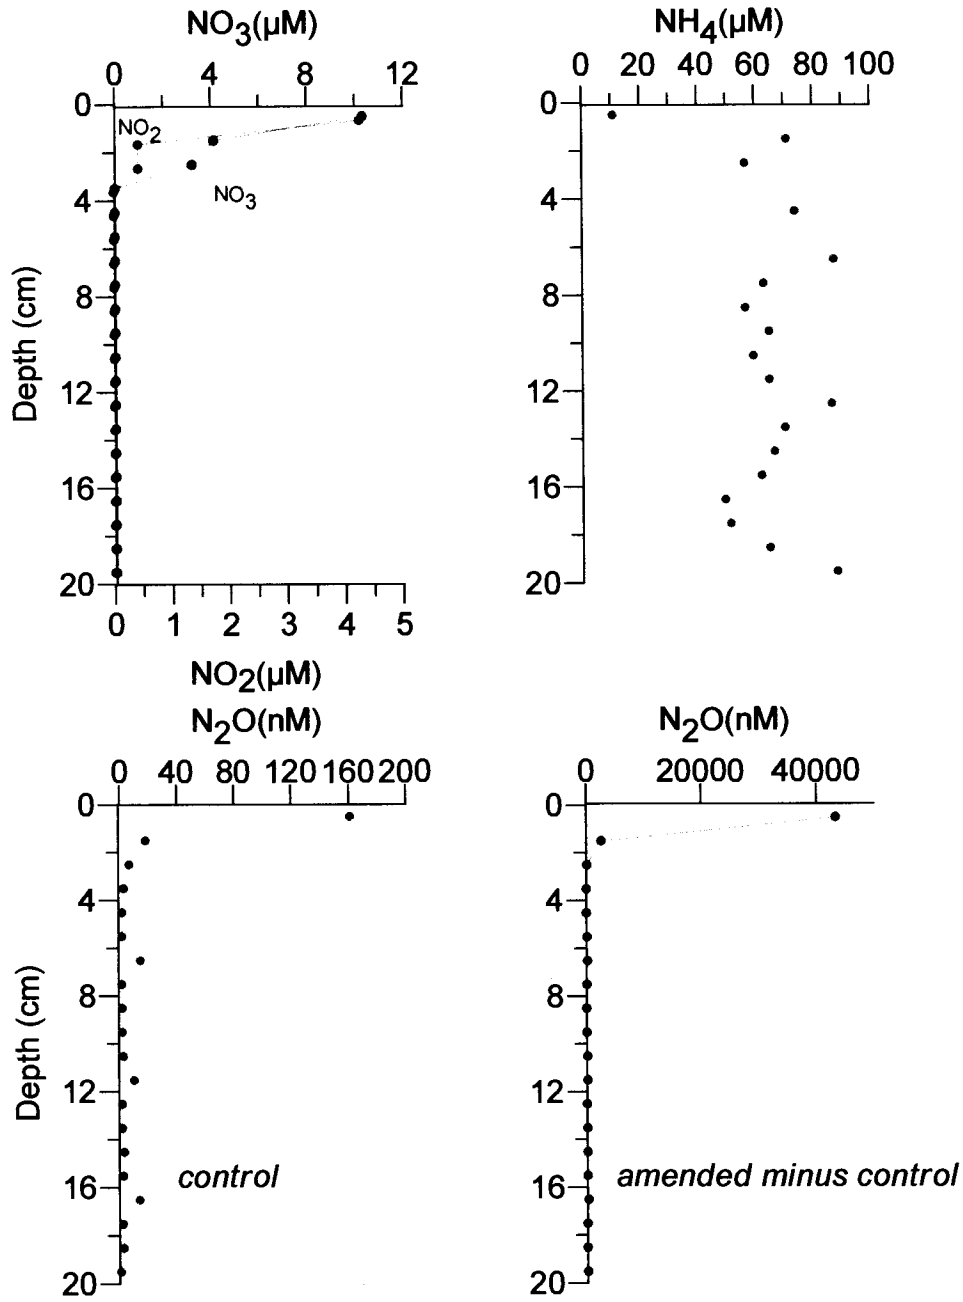 NO3(µM)
0 4 8 12
0
4
8
12
16
20
Depth (cm)
NO2
NO3
0 1 2 3 4 5
NO2(µM)
NH4(µM)
0 20 40 60 80 100
0
4
8
12
16
20
N2O(nM)
0 40 80 120 160 200
0
4
8
12
16
20
Depth (cm)
control
N2O(nM)
0 20000 40000
0
4
8
12
16
20
amended minus control